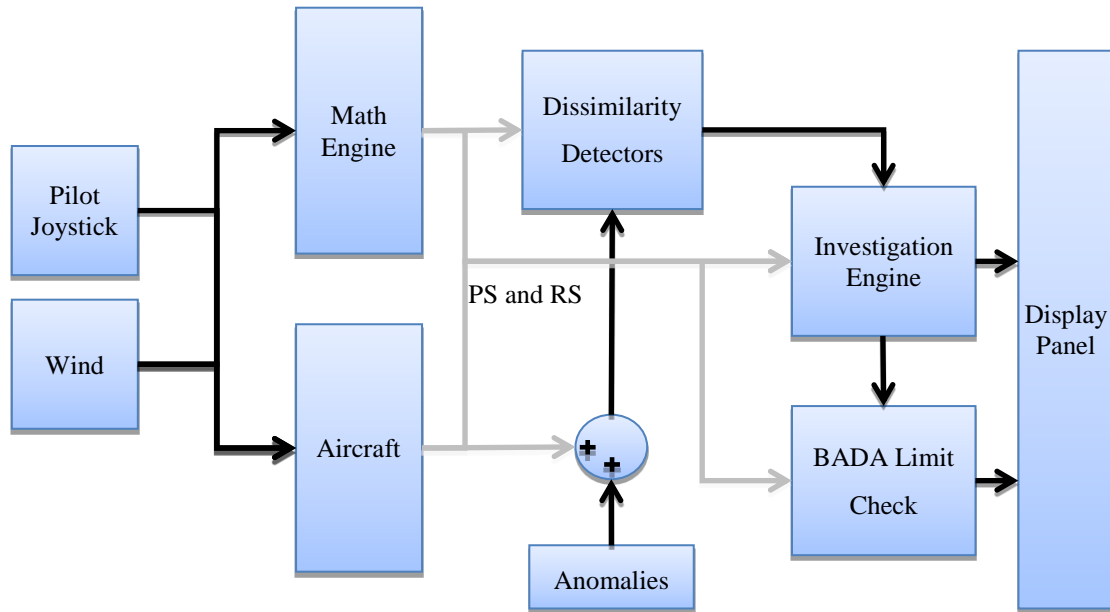 Pilot
Joystick
Wind
Math
Engine
Aircraft
PS and RS
Dissimilarity
Detectors
+
+
Anomalies
Investigation
Engine
BADA Limit
Check
Display
Panel